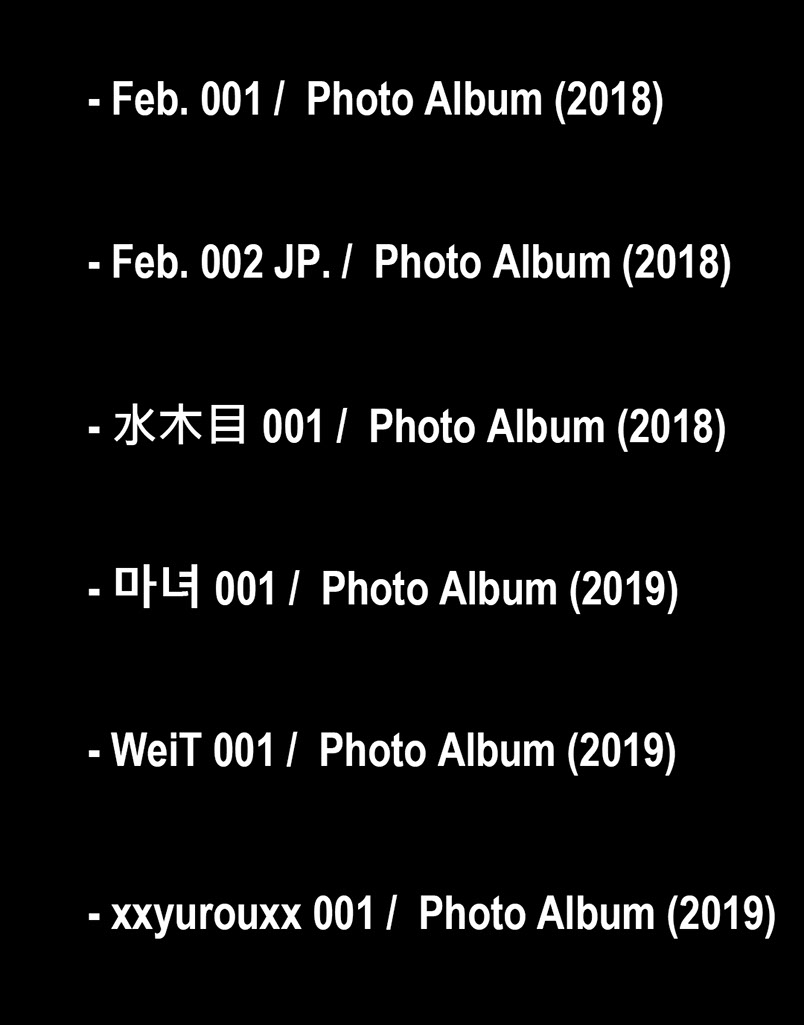 - Feb. 001 /  Photo Album (2018)
- Feb. 002 JP. /  Photo Album (2018)
- 水木目 001 /  Photo Album (2018)
- 마녀 001 /  Photo Album (2019)
- WeiT 001 /  Photo Album (2019)
- xxyurouxx 001 /  Photo Album (2019)